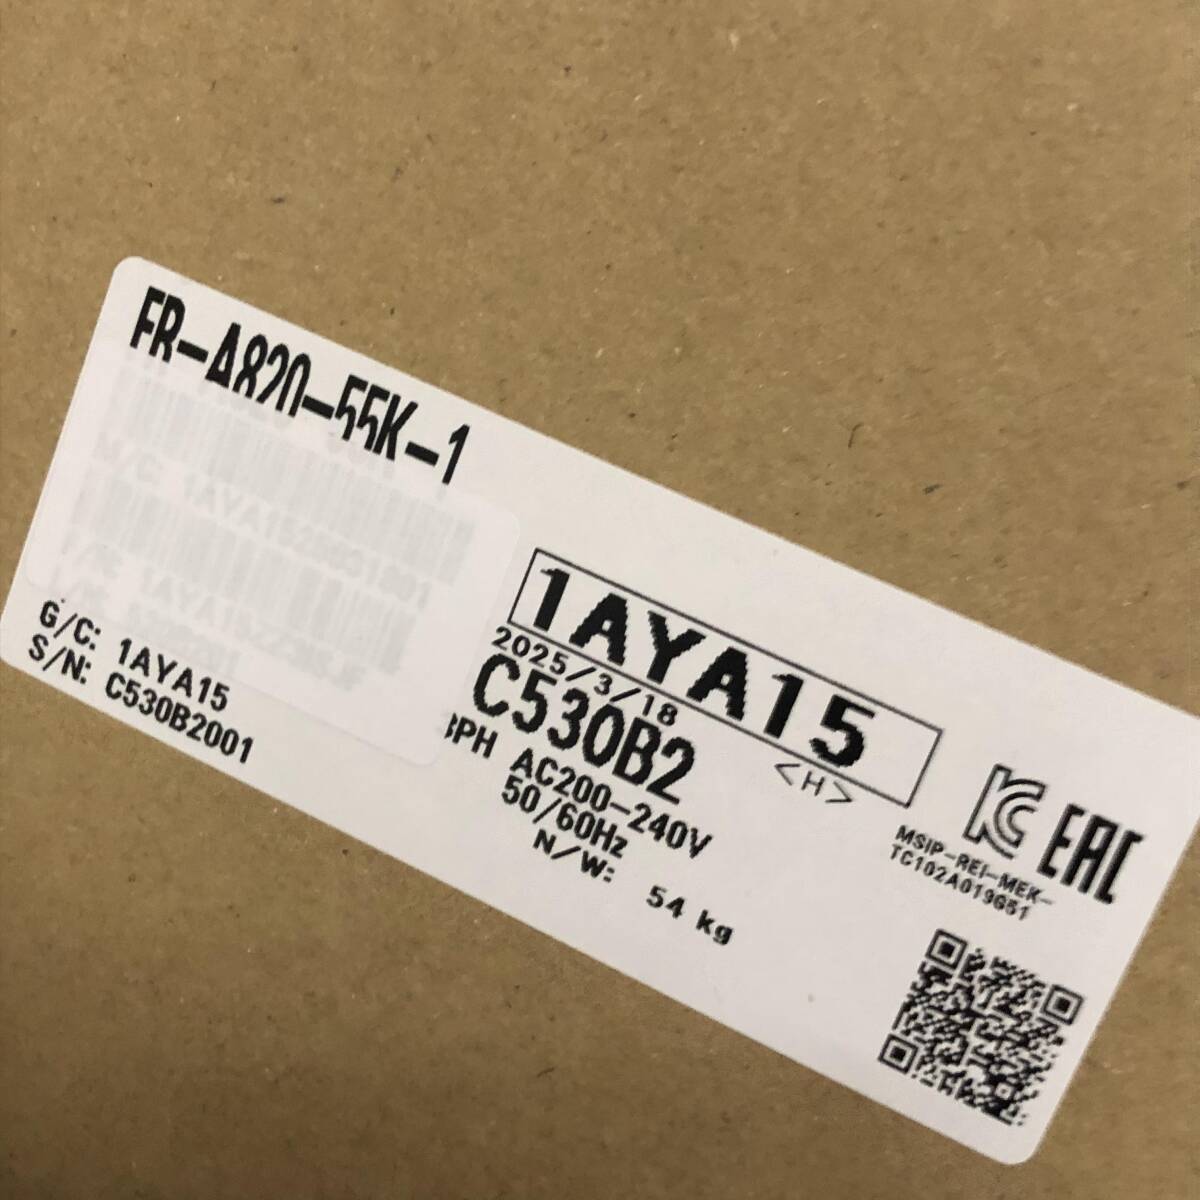 FR-A820-55K-1
G/C: 1AYA15
S/N: C530B2001
1AYA15
2025/3/18
<H>
C530B2
3PH AC200-240V
50/60Hz
N/W: 54 kg
EAC
MSIP-REI-MEK-
TC102A019G51